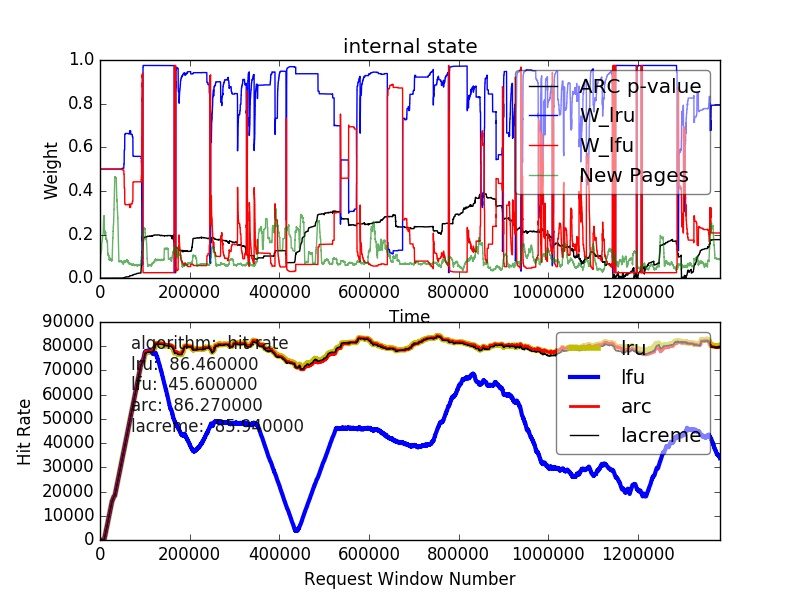 internal state
1.0
0.8
0.6
0.4
0.2
0.0
Weight
ARC p-value
W_lru
W_lfu
New Pages
0 200000 400000 600000 800000 1000000 1200000
Time
90000
80000
70000
60000
50000
40000
30000
20000
10000
0
Hit Rate
algorithm: hit-rate
lru: 86.460000
lfu: 45.600000
arc: 86.270000
lacreme: 85.940000
lru
lfu
arc
lacreme
0 200000 400000 600000 800000 1000000 1200000
Request Window Number